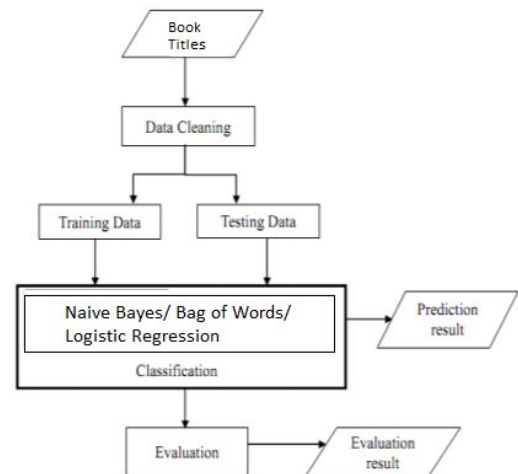 Book
Titles
Data Cleaning
Training Data
Testing Data
Naive Bayes/ Bag of Words/
Logistic Regression
Classification
Prediction
result
Evaluation
Evaluation
result